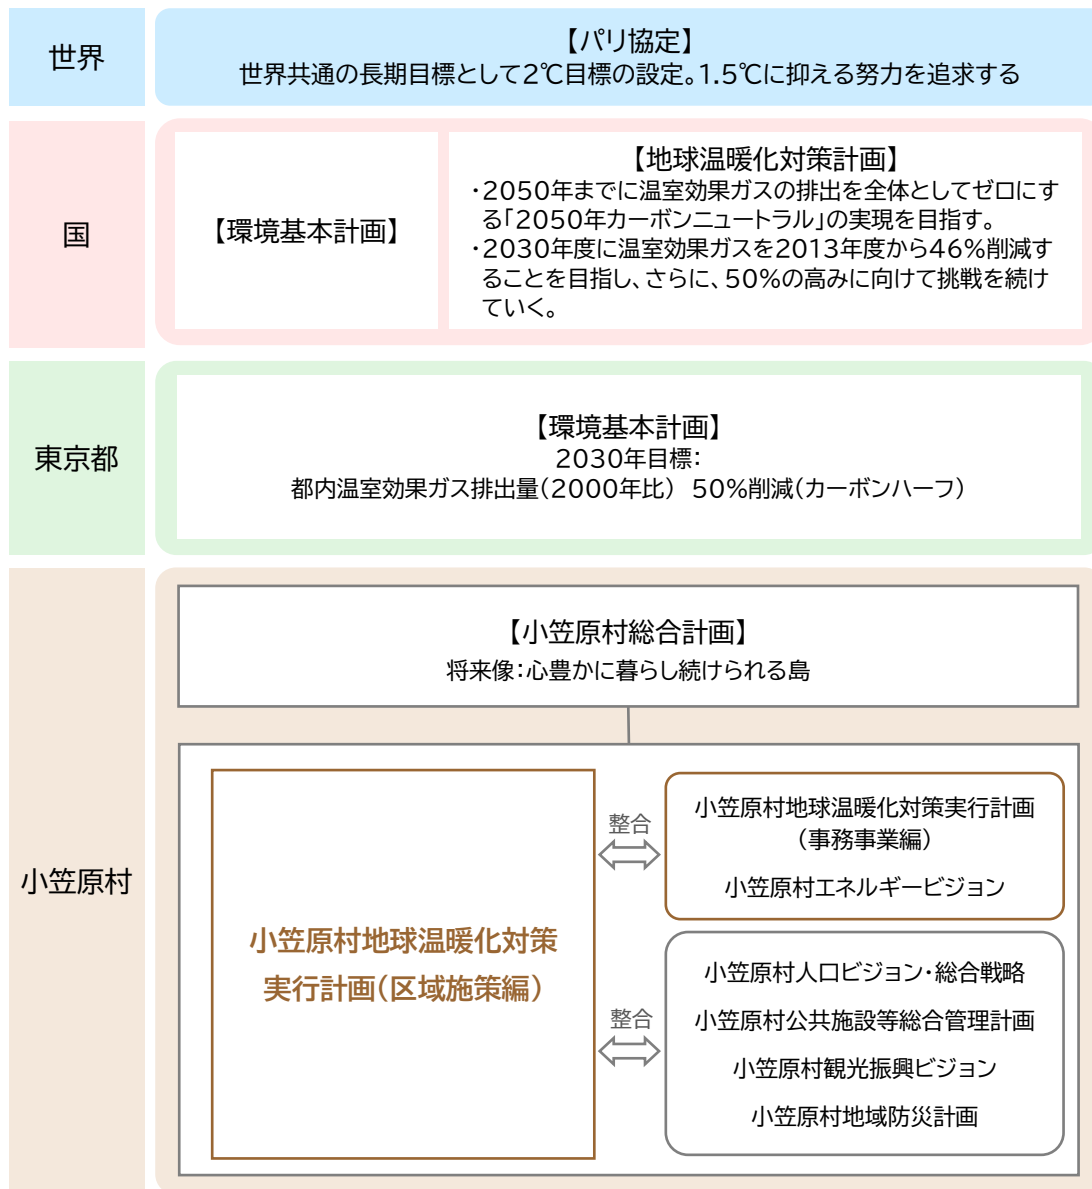 世界
【パリ協定】
世界共通の長期目標として2℃目標の設定。1.5℃に抑える努力を追求する
国
【環境基本計画】
【地球温暖化対策計画】
・2050年までに温室効果ガスの排出を全体としてゼロにす
る「2050年カーボンニュートラル」の実現を目指す。
・2030年度に温室効果ガスを2013年度から46%削減す
ることを目指し、さらに、50%の高みに向けて挑戦を続け
ていく。
東京都
【環境基本計画】
2030年目標：
都内温室効果ガス排出量（2000年比） 50%削減（カーボンハーフ）
小笠原村
【小笠原村総合計画】
将来像：心豊かに暮らし続けられる島
小笠原村地球温暖化対策
実行計画（区域施策編）
整合
小笠原村地球温暖化対策実行計画
（事務事業編）
小笠原村エネルギービジョン
整合
小笠原村人口ビジョン・総合戦略
小笠原村公共施設等総合管理計画
小笠原村観光振興ビジョン
小笠原村地域防災計画